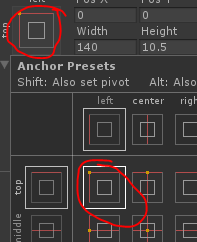 left Pos X Pos Y
top 0 0
Width Height
140 10.5
Anchor Presets
Shift: Also set pivot Alt: Also
left center
top
middle